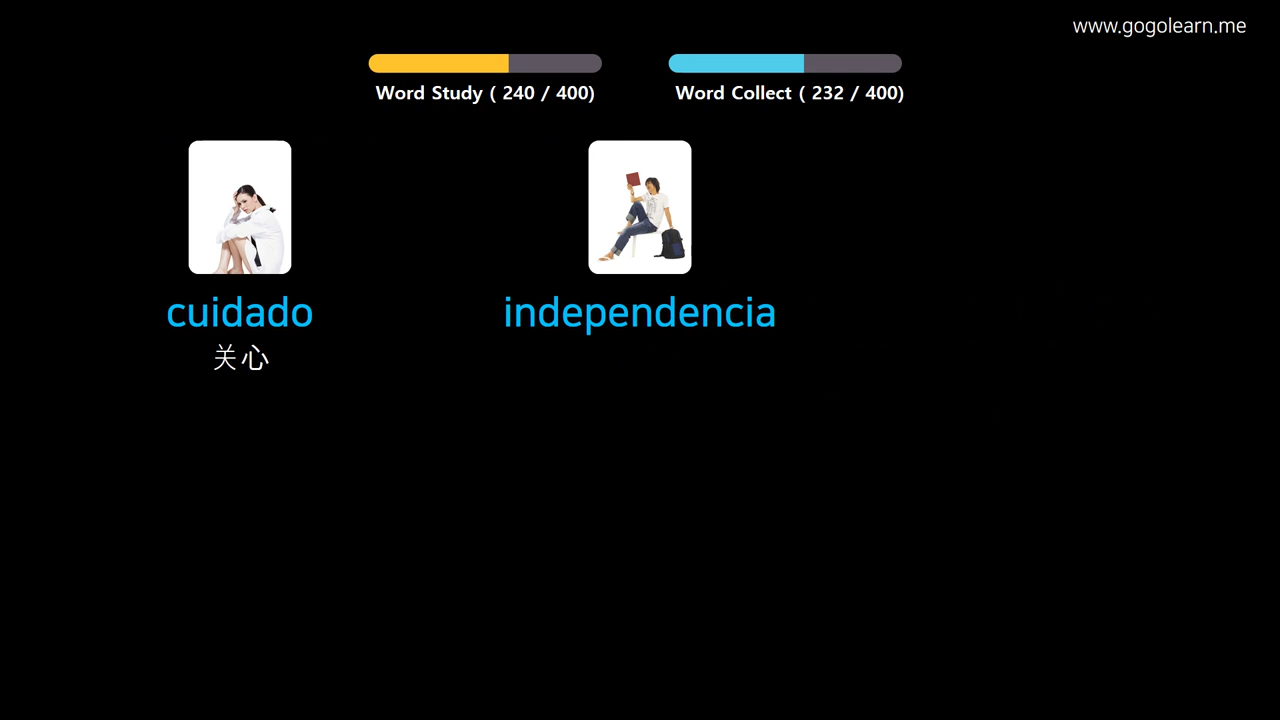 www.gogolearn.me
Word Study ( 240 / 400)
Word Collect ( 232 / 400)
cuidado
关心
independencia